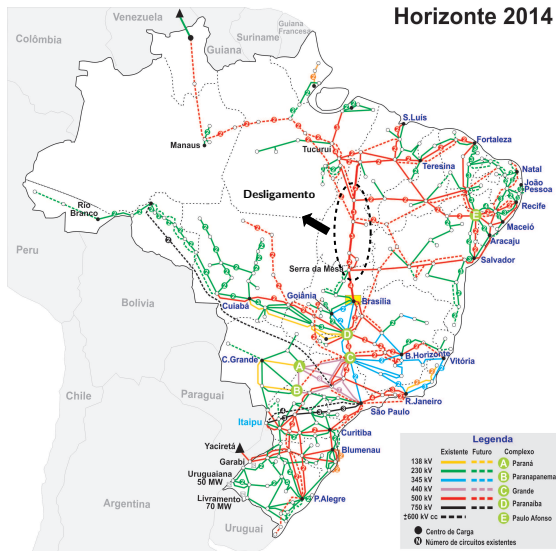 Horizonte 2014
Venezuela
Colômbia
Suriname
Guiana
Francesa
Guiana
S.Luis
Manaus
Tucuruí
Fortaleza
Teresina
Natal
João
Pessoa
Recife
Maceió
Aracaju
Salvador
E
Desligamento
Rio
Branco
Peru
Serra da Mesa
Bolivia
Cuiabá
Goiânia
Brasília
D
C.Grande
A
B
C
B.Horizonte
Vitória
Paraguai
Chile
São Paulo
R.Janeiro
Itaipu
Curitiba
Yaciretá
Garabi
Blumenau
Uruguaiana
50 MW
Livramento
70 MW
P.Alegre
Argentina
Uruguai
Legenda
Existente Futuro Complexo
138 kV A Paraná
230 kV B Paranapanema
345 kV
440 kV C Grande
500 kV D Paranaiba
750 kV E Paulo Afonso
±600 kV cc
Centro de Carga
N Número de circuitos existentes